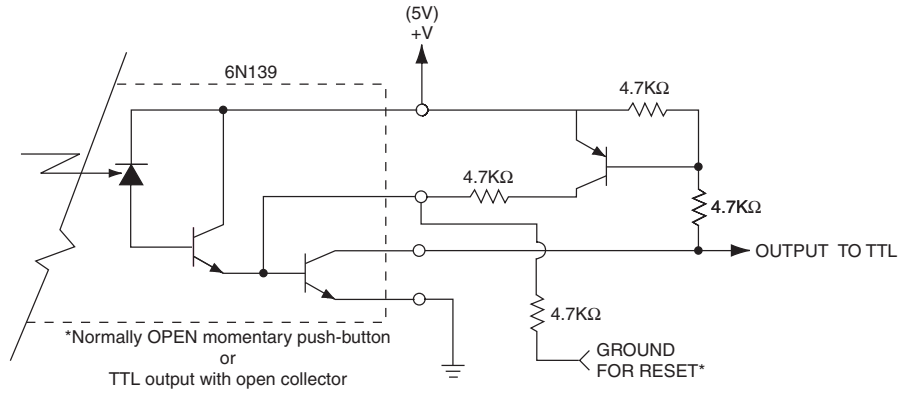 (5V)
+V
6N139
4.7KΩ
4.7KΩ
4.7KΩ
OUTPUT TO TTL
4.7KΩ
*Normally OPEN momentary push-button
or
TTL output with open collector
GROUND
FOR RESET*